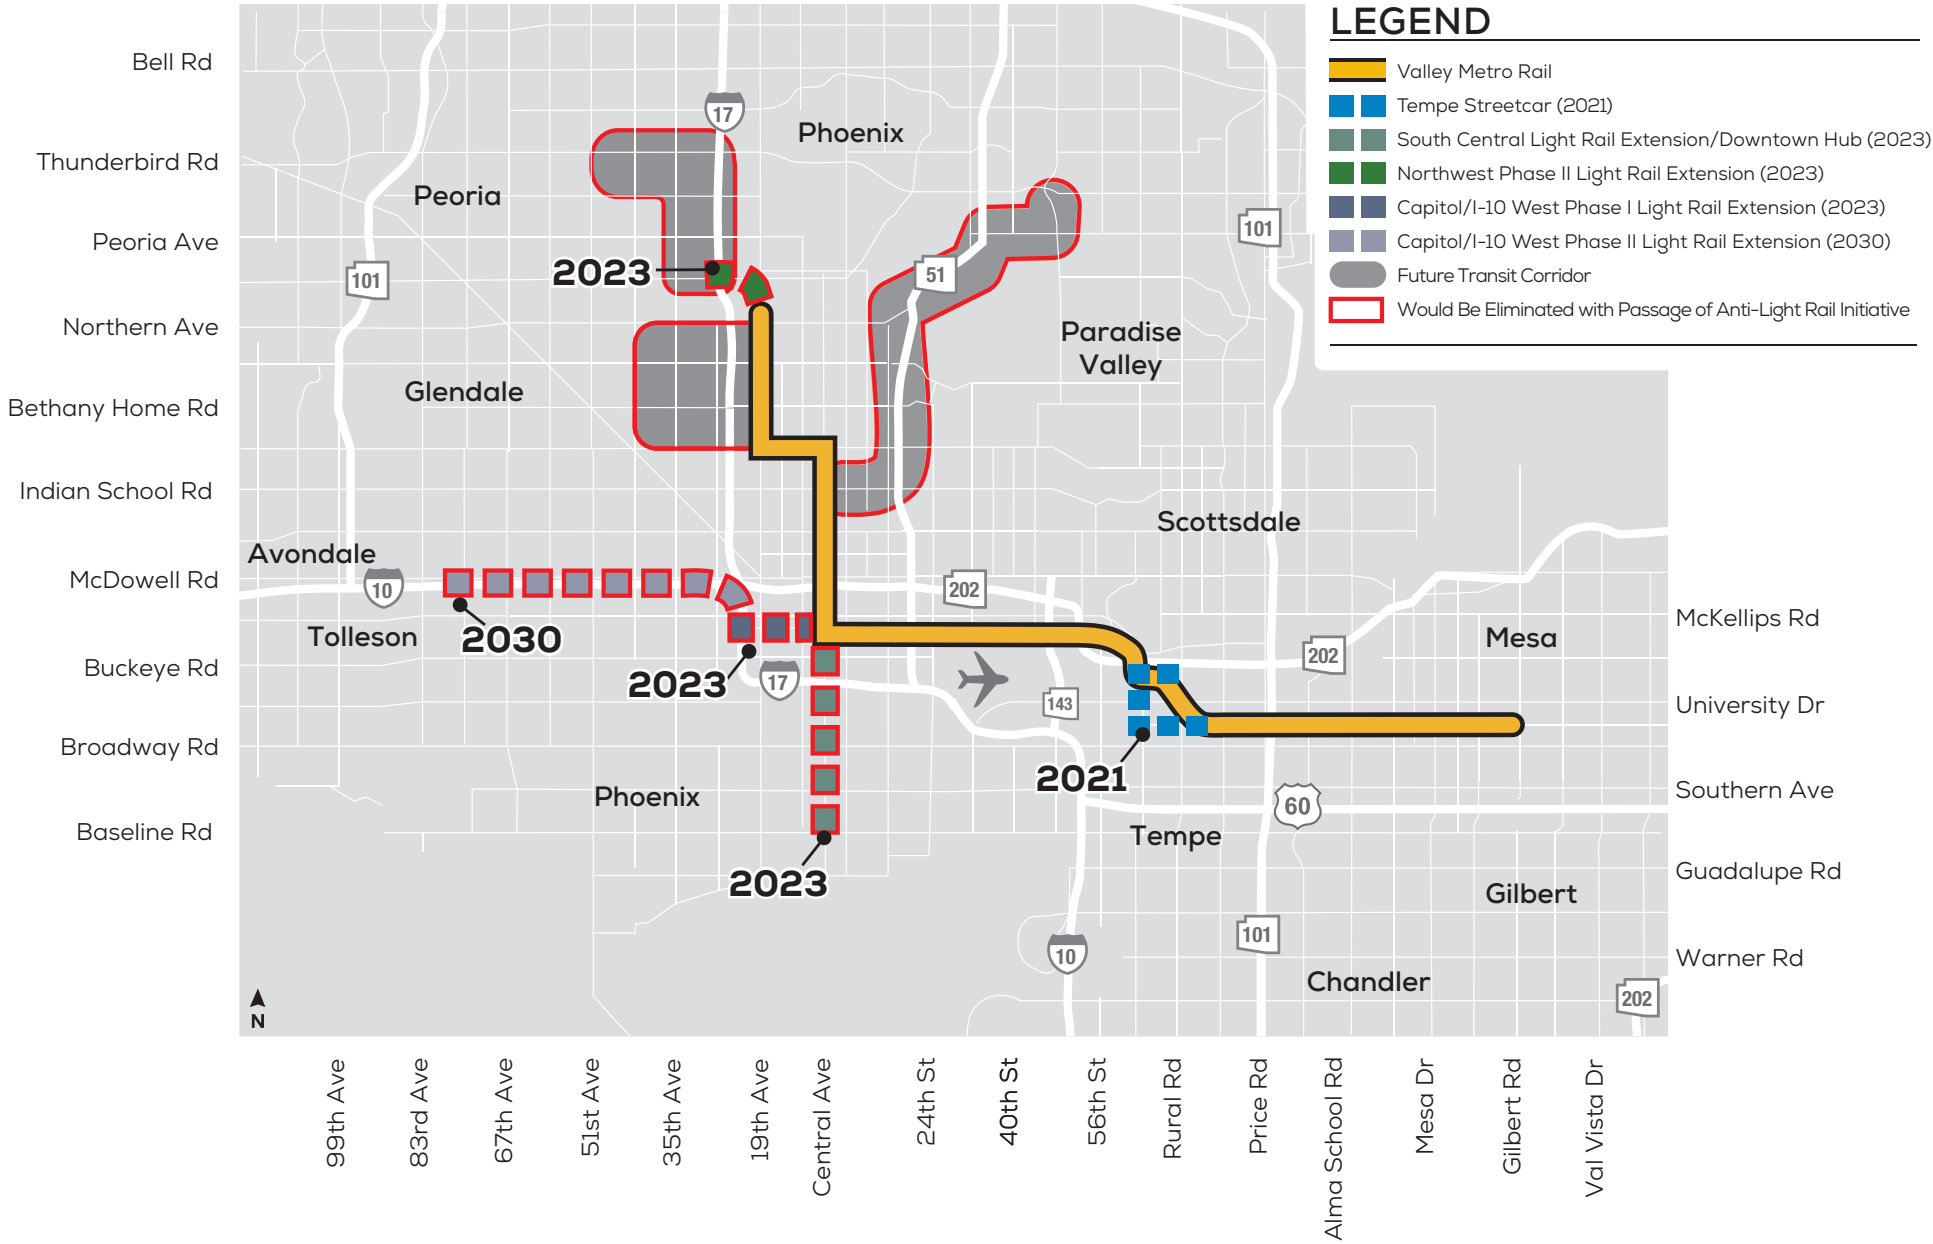 LEGEND
Valley Metro Rail
Tempe Streetcar (2021)
South Central Light Rail Extension/Downtown Hub (2023)
Northwest Phase II Light Rail Extension (2023)
Capitol/I-10 West Phase I Light Rail Extension (2023)
Capitol/I-10 West Phase II Light Rail Extension (2030)
Future Transit Corridor
Would Be Eliminated with Passage of Anti-Light Rail Initiative
Bell Rd
Thunderbird Rd
Peoria Ave
Northern Ave
Bethany Home Rd
Indian School Rd
McDowell Rd
Buckeye Rd
Broadway Rd
Baseline Rd
17
Phoenix
Peoria
101
2023
101
51
Paradise
Valley
Glendale
Scottsdale
Avondale
10
202
Tolleson
2030
2023
17
143
202
Mesa
2021
Phoenix
60
Tempe
2023
Gilbert
101
10
Chandler
202
N
McKellips Rd
University Dr
Southern Ave
Guadalupe Rd
Warner Rd
99th Ave
83rd Ave
67th Ave
51st Ave
35th Ave
19th Ave
Central Ave
24th St
40th St
56th St
Rural Rd
Price Rd
Alma School Rd
Mesa Dr
Gilbert Rd
Val Vista Dr